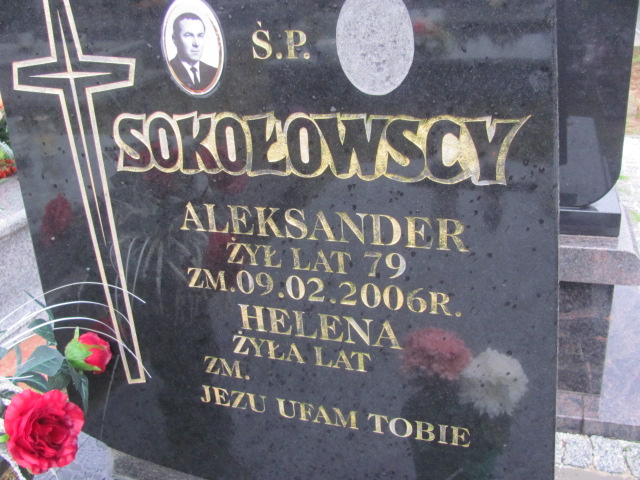 Ś.P.
SOKOŁOWSCY
ALEKSANDER
ŻYŁ LAT 79
ZM.09.02.2006R.
HELENA
ŻYŁA LAT
ZM.
JEZU UFAM TOBIE